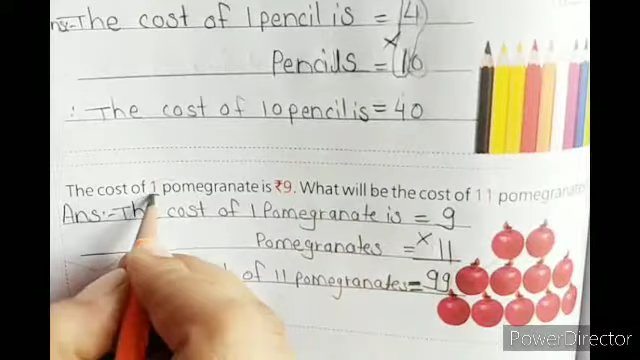 Ans:- The cost of 1 pencil is = 4
Pencils = × 10
∴ The cost of 10 pencil is = 40
The cost of 1 pomegranate is ₹9. What will be the cost of 11 pomegranate
Ans:- The cost of 1 Pomegranate is = 9
Pomegranates = × 11
of 11 pomegranates = 99
PowerDirector